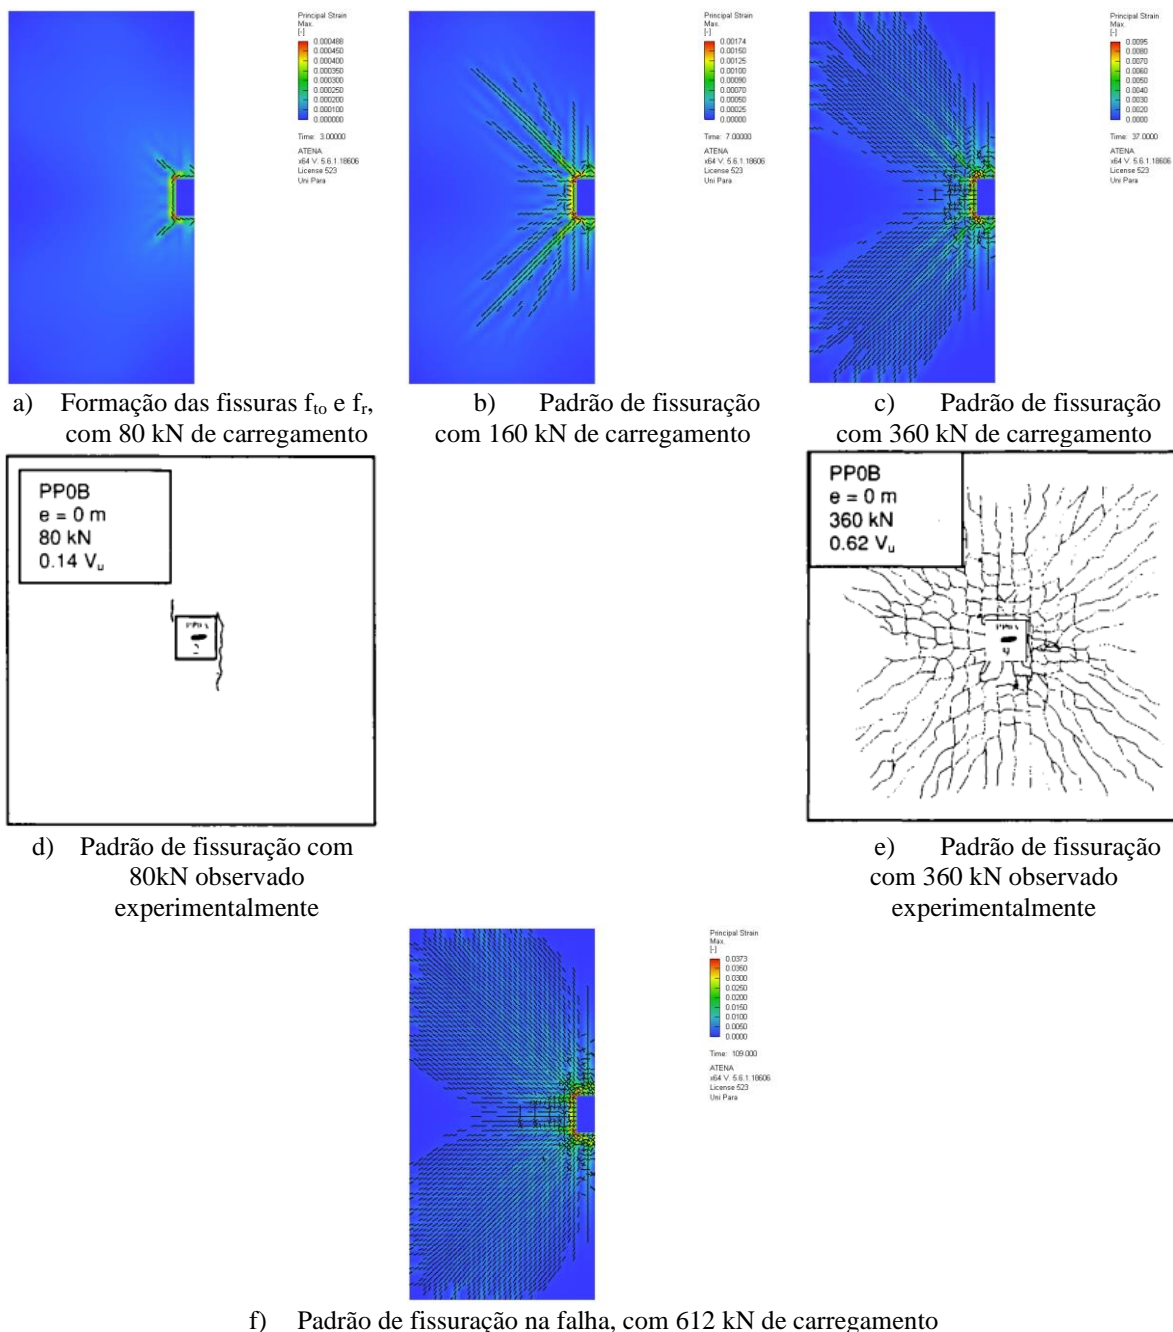 Principal Strain
Max.
[-]
0.000488
0.000450
0.000400
0.000350
0.000300
0.000250
0.000200
0.000150
0.000100
0.000000
Time: 3.00000
ATENA
x64 V: 5.6.1.18606
License 523
Uni Para
Principal Strain
Max.
[-]
0.00174
0.00150
0.00125
0.00100
0.00090
0.00070
0.00050
0.00025
0.00000
Time: 7.00000
ATENA
x64 V: 5.6.1.18606
License 523
Uni Para
Principal Strain
Max.
[-]
0.0095
0.0080
0.0070
0.0060
0.0050
0.0040
0.0030
0.0020
0.0000
Time: 37.0000
ATENA
x64 V: 5.6.1.18606
License 523
Uni Para
a) Formação das fissuras f_to e f_r,
com 80 kN de carregamento
b) Padrão de fissuração
com 160 kN de carregamento
c) Padrão de fissuração
com 360 kN de carregamento
PP0B
e = 0 m
80 kN
0.14 V_u
PP0B
e = 0 m
360 kN
0.62 V_u
d) Padrão de fissuração com
80kN observado
experimentalmente
e) Padrão de fissuração
com 360 kN observado
experimentalmente
Principal Strain
Max.
[-]
0.0373
0.0350
0.0300
0.0250
0.0200
0.0150
0.0100
0.0050
0.0000
Time: 109.000
ATENA
x64 V: 5.6.1.18606
License 523
Uni Para
f) Padrão de fissuração na falha, com 612 kN de carregamento